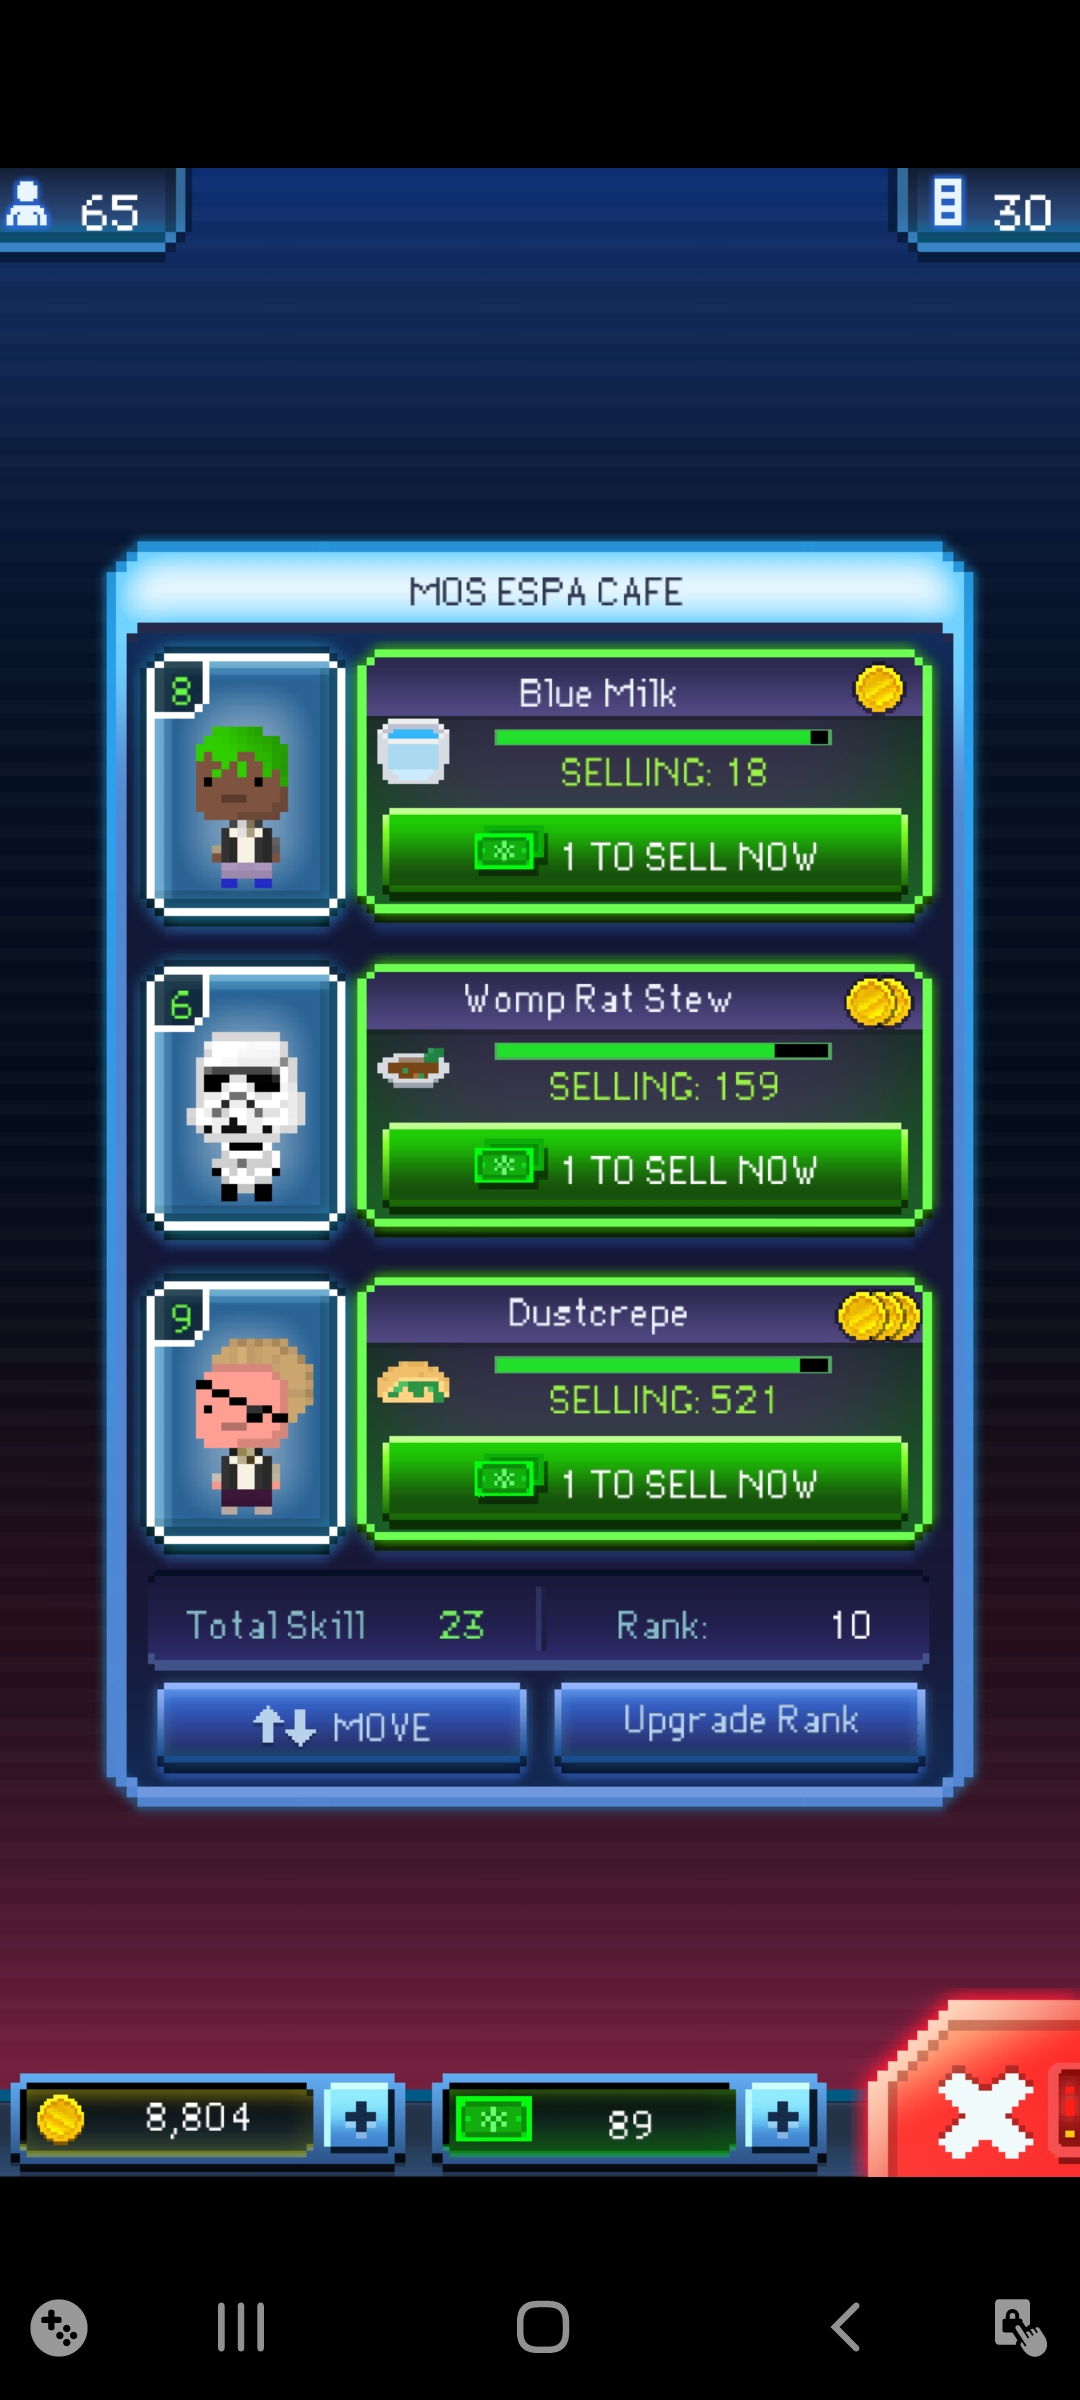 65
30
MOS ESPA CAFE
8
Blue Milk
SELLING: 18
1 TO SELL NOW
6
Womp Rat Stew
SELLING: 159
1 TO SELL NOW
9
Dustcrepe
SELLING: 521
1 TO SELL NOW
Total Skill 23 Rank: 10
MOVE Upgrade Rank
8,804 89